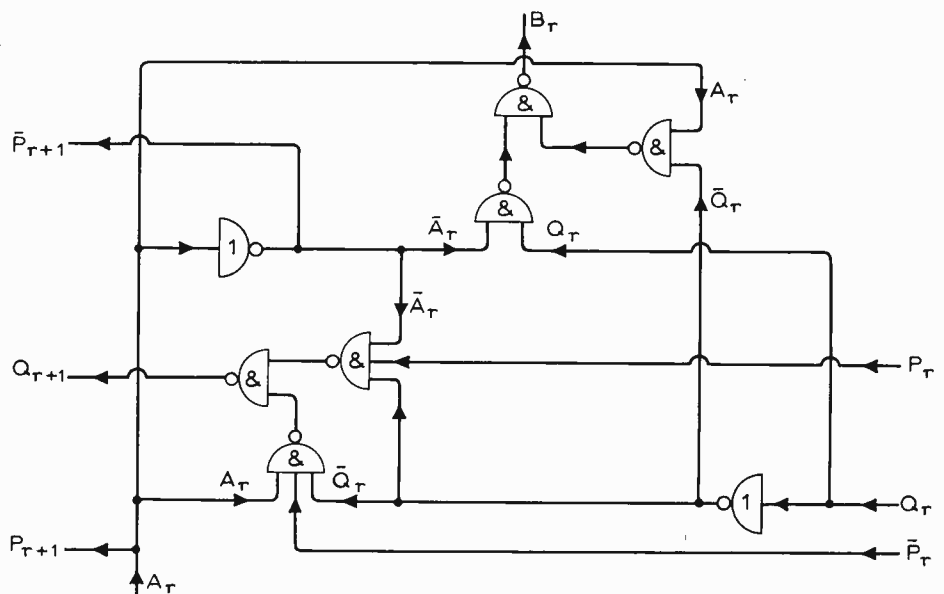 Bᵣ
Aᵣ
&
P̄ᵣ₊₁
&
&
Q̄ᵣ
Āᵣ
Qᵣ
1
Āᵣ
Qᵣ₊₁
&
&
Pᵣ
&
Aᵣ
Q̄ᵣ
1
Qᵣ
Pᵣ₊₁
P̄ᵣ
Aᵣ